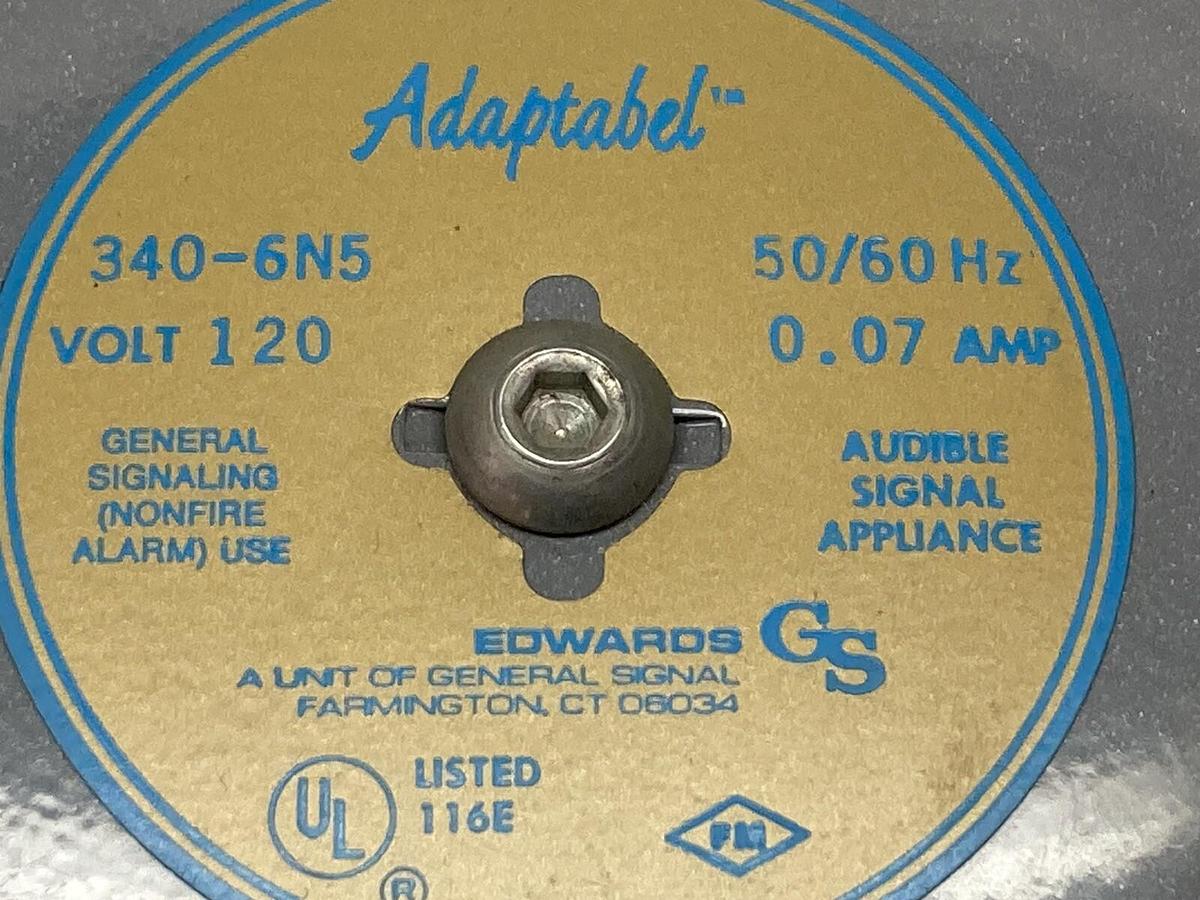 Adaptabel™
340-6N5
VOLT 120
50/60 Hz
0.07 AMP
GENERAL
SIGNALING
(NONFIRE
ALARM) USE
AUDIBLE
SIGNAL
APPLIANCE
EDWARDS
A UNIT OF GENERAL SIGNAL
FARMINGTON, CT 06034
GS
UL
®
LISTED
116E
FM